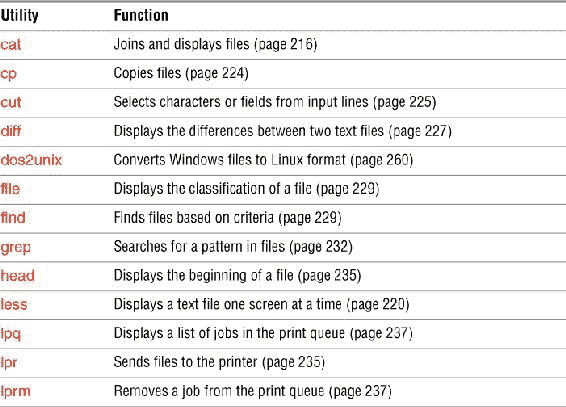 Utility Function
cat Joins and displays files (page 216)
cp Copies files (page 224)
cut Selects characters or fields from input lines (page 225)
diff Displays the differences between two text files (page 227)
dos2unix Converts Windows files to Linux format (page 260)
file Displays the classification of a file (page 229)
find Finds files based on criteria (page 229)
grep Searches for a pattern in files (page 232)
head Displays the beginning of a file (page 235)
less Displays a text file one screen at a time (page 220)
lpq Displays a list of jobs in the print queue (page 237)
lpr Sends files to the printer (page 235)
lprm Removes a job from the print queue (page 237)